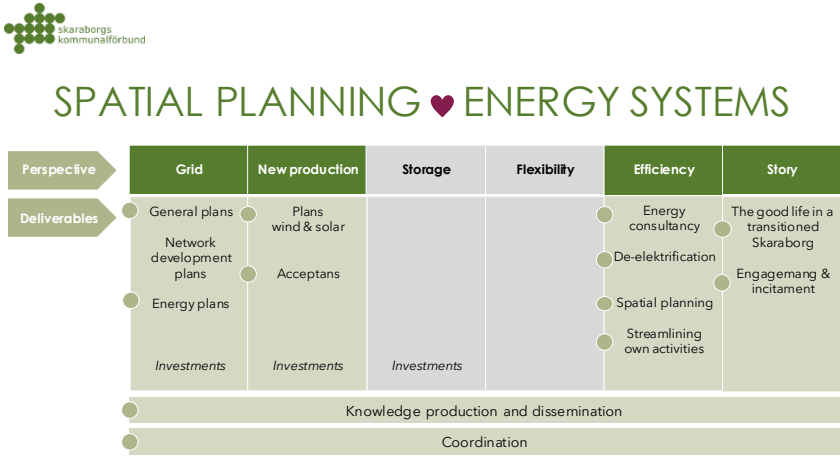 skaraborgs
kommunalförbund
SPATIAL PLANNING ♥ ENERGY SYSTEMS
Perspective
Grid
New production
Storage
Flexibility
Efficiency
Story
Deliverables
General plans
Network
development
plans
Energy plans
Investments
Plans
wind & solar
Acceptans
Investments
Investments
Energy
consultancy
De-elektrification
Spatial planning
Streamlining
own activities
The good life in a
transitioned
Skaraborg
Engagemang &
incitament
Knowledge production and dissemination
Coordination